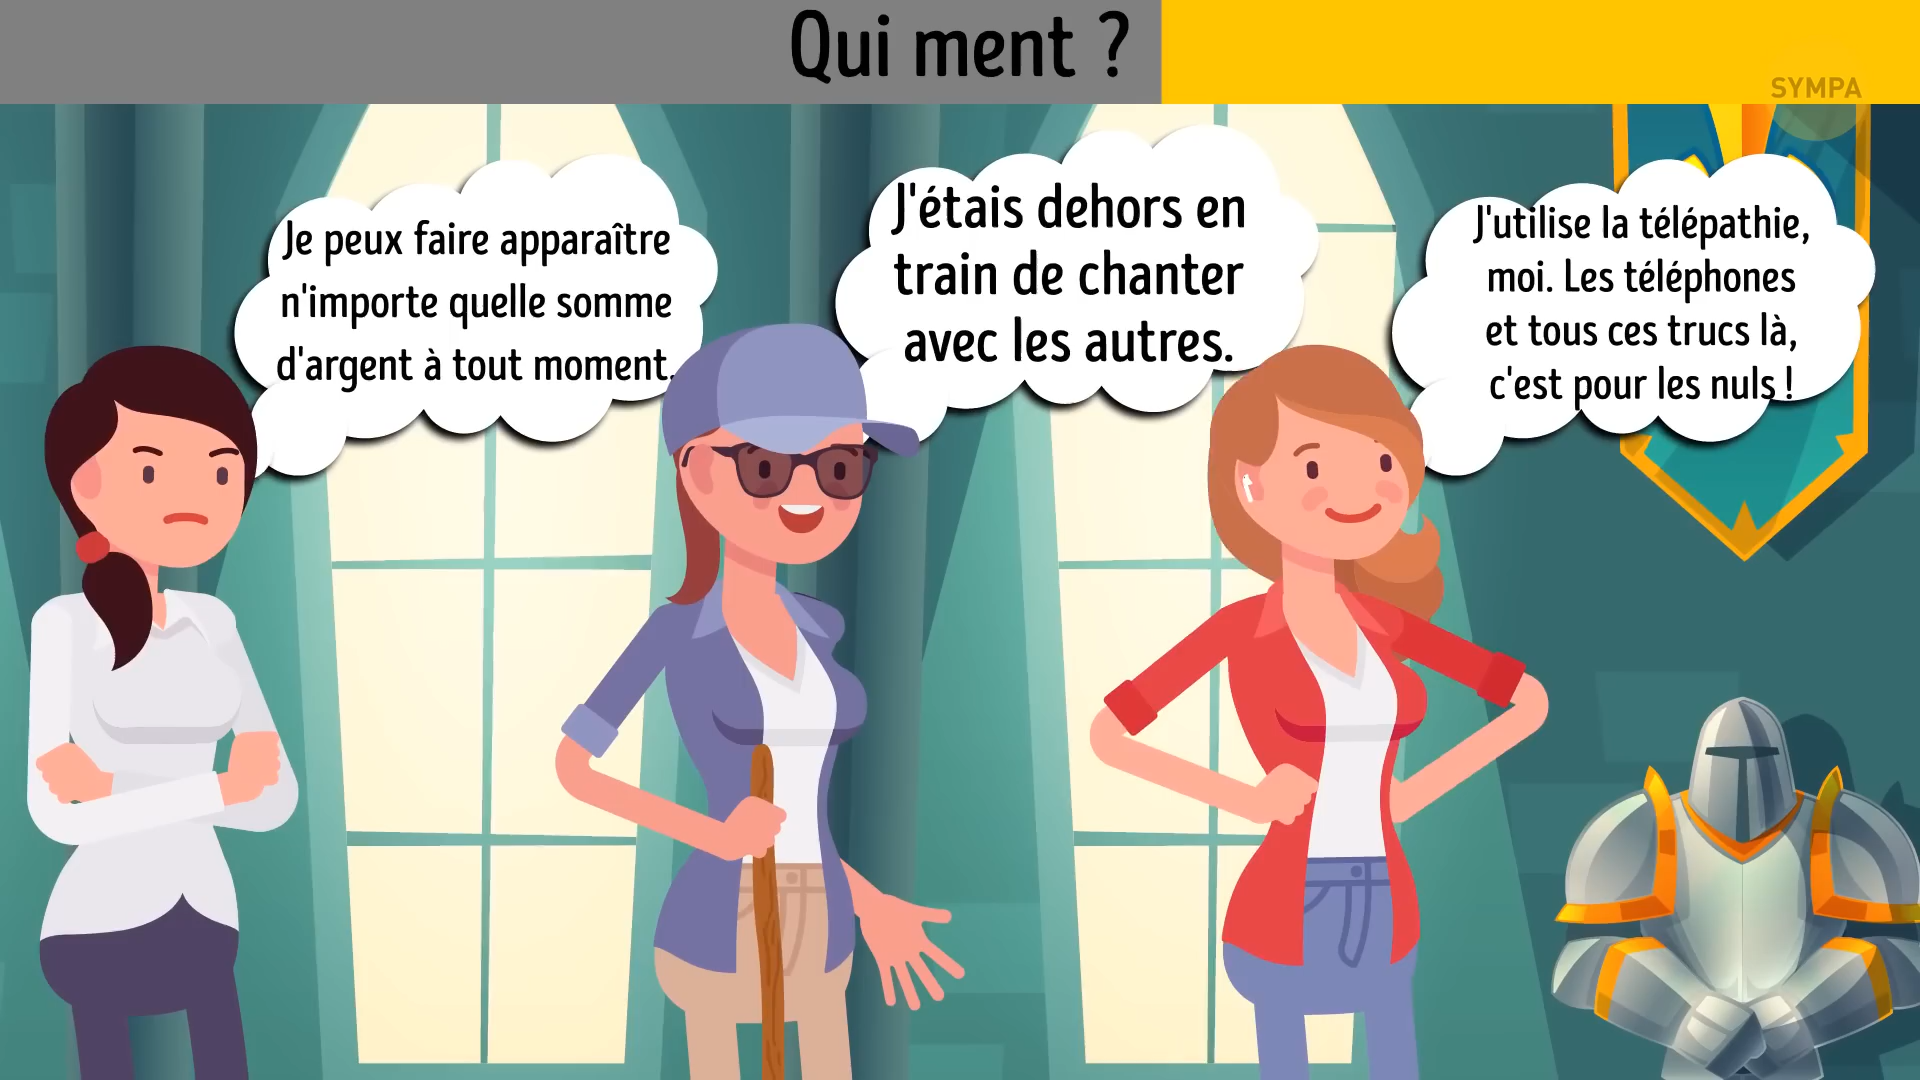 Qui ment ?
SYMPA
Je peux faire apparaître
n'importe quelle somme
d'argent à tout moment.
J'étais dehors en
train de chanter
avec les autres.
J'utilise la télépathie,
moi. Les téléphones
et tous ces trucs là,
c'est pour les nuls !